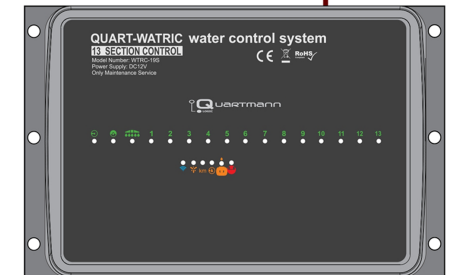 QUART-WATRIC water control system
13 SECTION CONTROL
Model Number: WTRC-19S
Power Supply: DC12V
Only Maintenance Service
CE RoHS
Quartmann
1 2 3 4 5 6 7 8 9 10 11 12 13
km